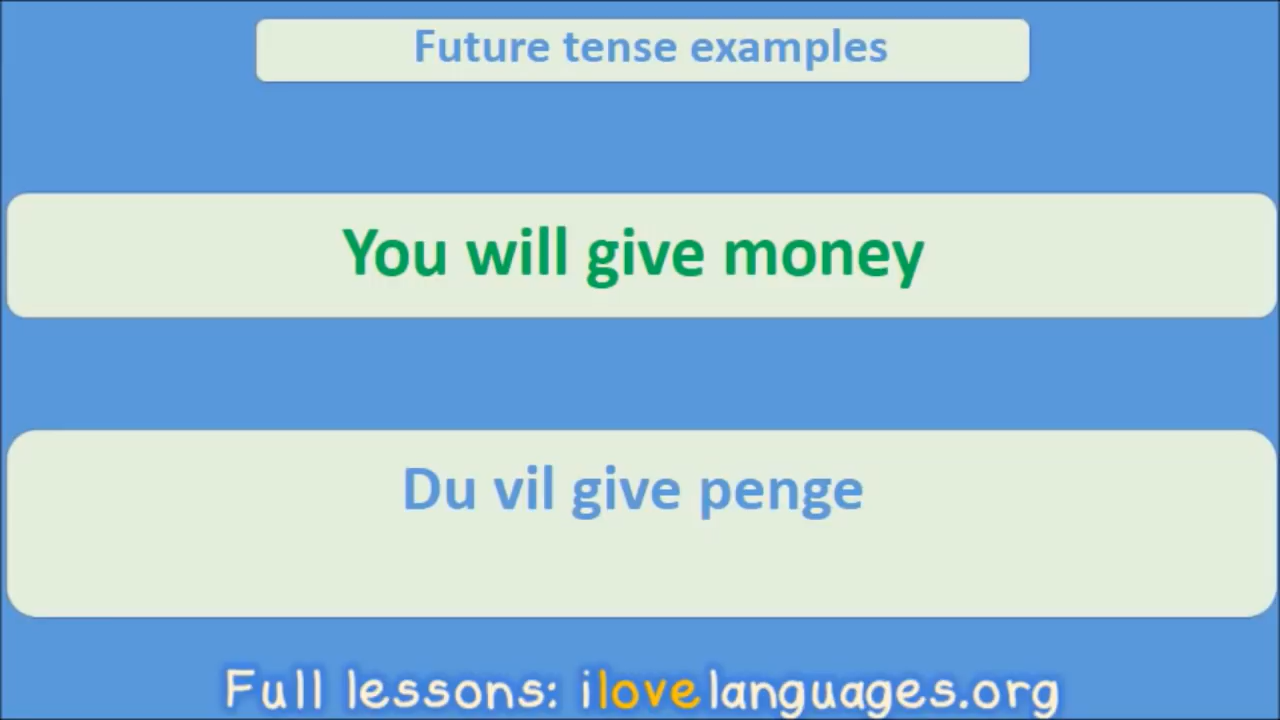 Future tense examples
You will give money
Du vil give penge
Full lessons: ilovelanguages.org